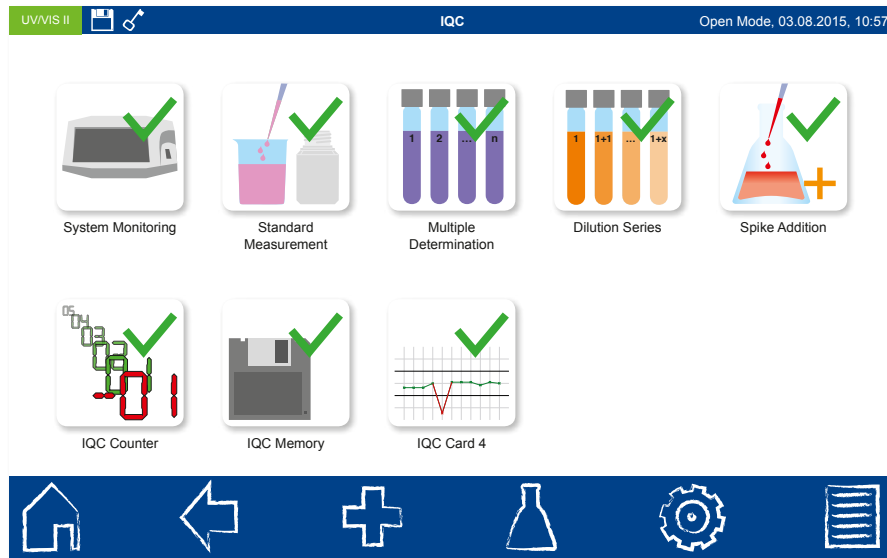 UV/VIS II
IQC
Open Mode, 03.08.2015, 10:57
1 2 ... n
1 1+1 ... 1+x
System Monitoring
Standard
Measurement
Multiple
Determination
Dilution Series
Spike Addition
05
04
03
01
-01
IQC Counter
IQC Memory
IQC Card 4